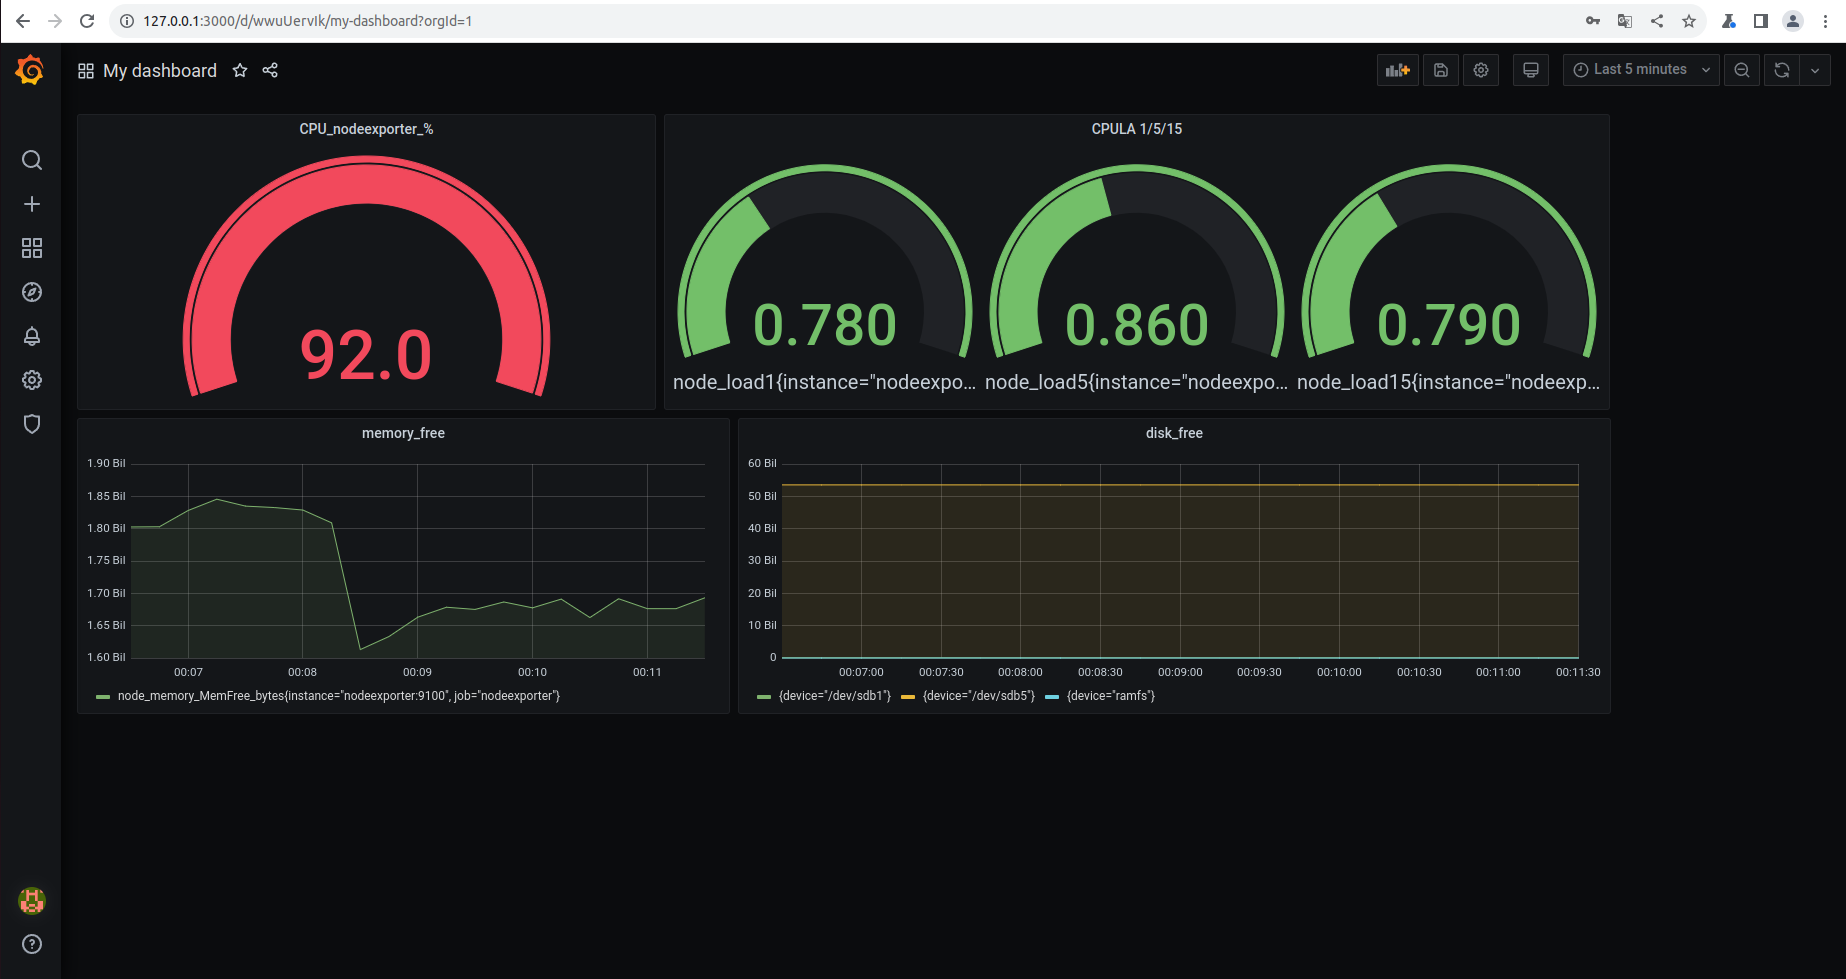 127.0.0.1:3000/d/wwuUervIk/my-dashboard?orgId=1
My dashboard
Last 5 minutes
CPU_nodeexporter_%
92.0
CPULA 1/5/15
0.780 0.860 0.790
node_load1{instance="nodeexpo... node_load5{instance="nodeexpo... node_load15{instance="nodeexp...
memory_free
1.90 Bil
1.85 Bil
1.80 Bil
1.75 Bil
1.70 Bil
1.65 Bil
1.60 Bil
00:07 00:08 00:09 00:10 00:11
node_memory_MemFree_bytes{instance="nodeexporter:9100", job="nodeexporter"}
disk_free
60 Bil
50 Bil
40 Bil
30 Bil
20 Bil
10 Bil
0
00:07:00 00:07:30 00:08:00 00:08:30 00:09:00 00:09:30 00:10:00 00:10:30 00:11:00 00:11:30
{device="/dev/sdb1"} {device="/dev/sdb5"} {device="ramfs"}